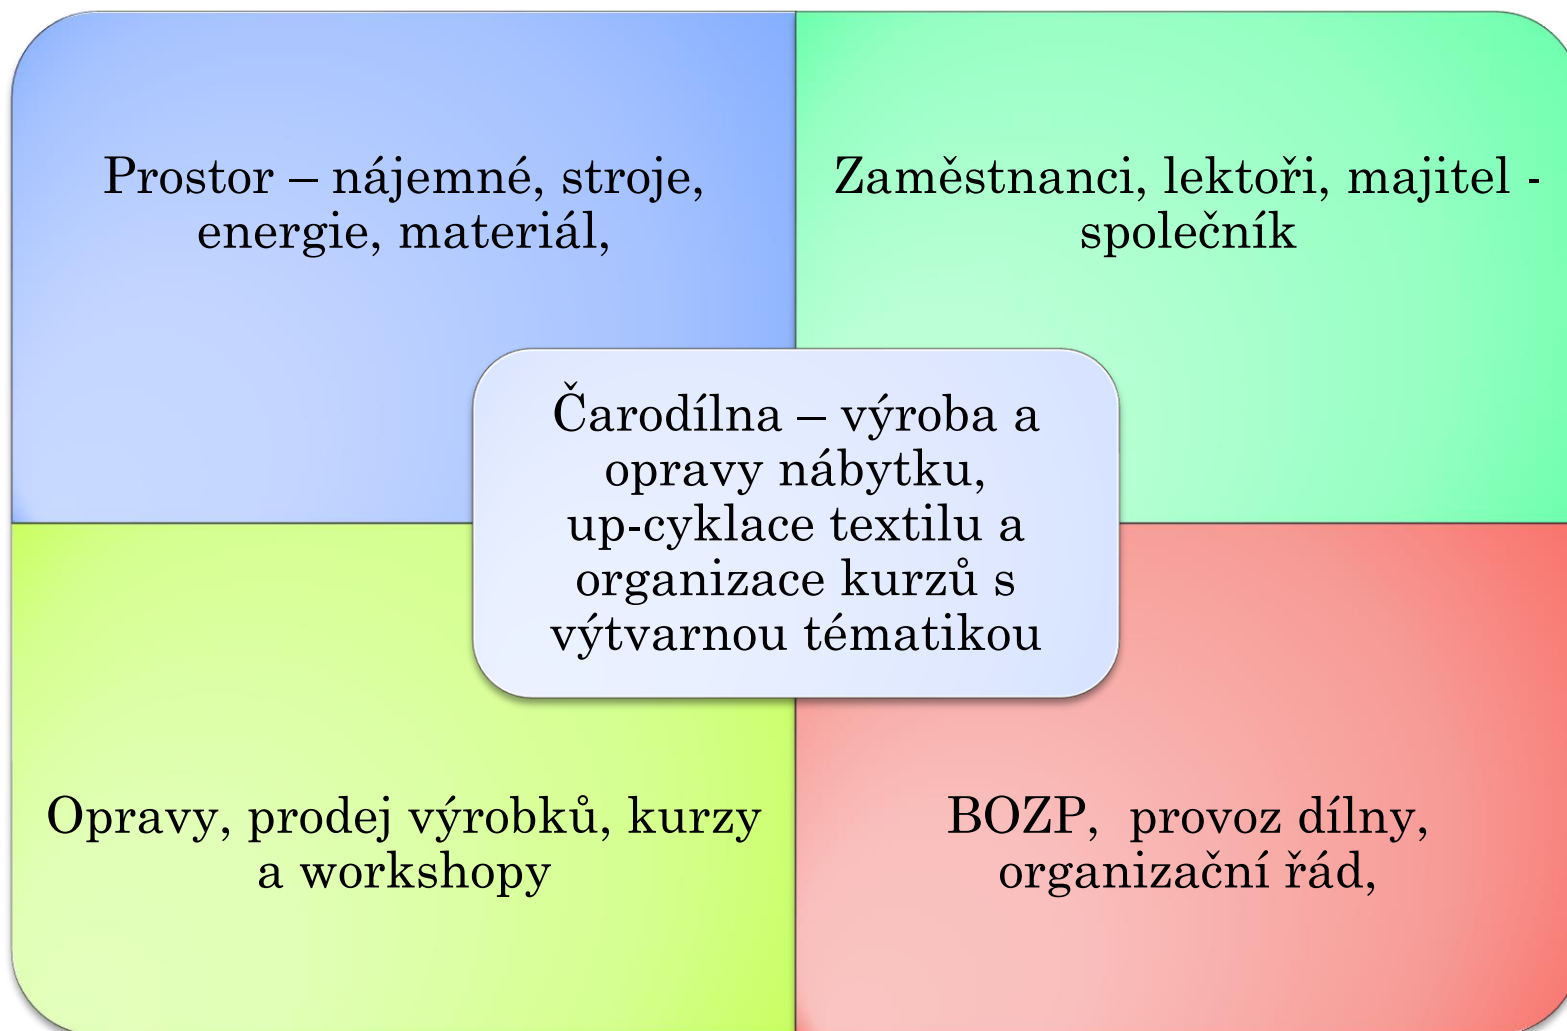 Prostor – nájemné, stroje,
energie, materiál,
Zaměstnanci, lektoři, majitel -
společník
Čarodílna – výroba a
opravy nábytku,
up-cyklace textilu a
organizace kurzů s
výtvarnou tématikou
Opravy, prodej výrobků, kurzy
a workshopy
BOZP,  provoz dílny,
organizační řád,